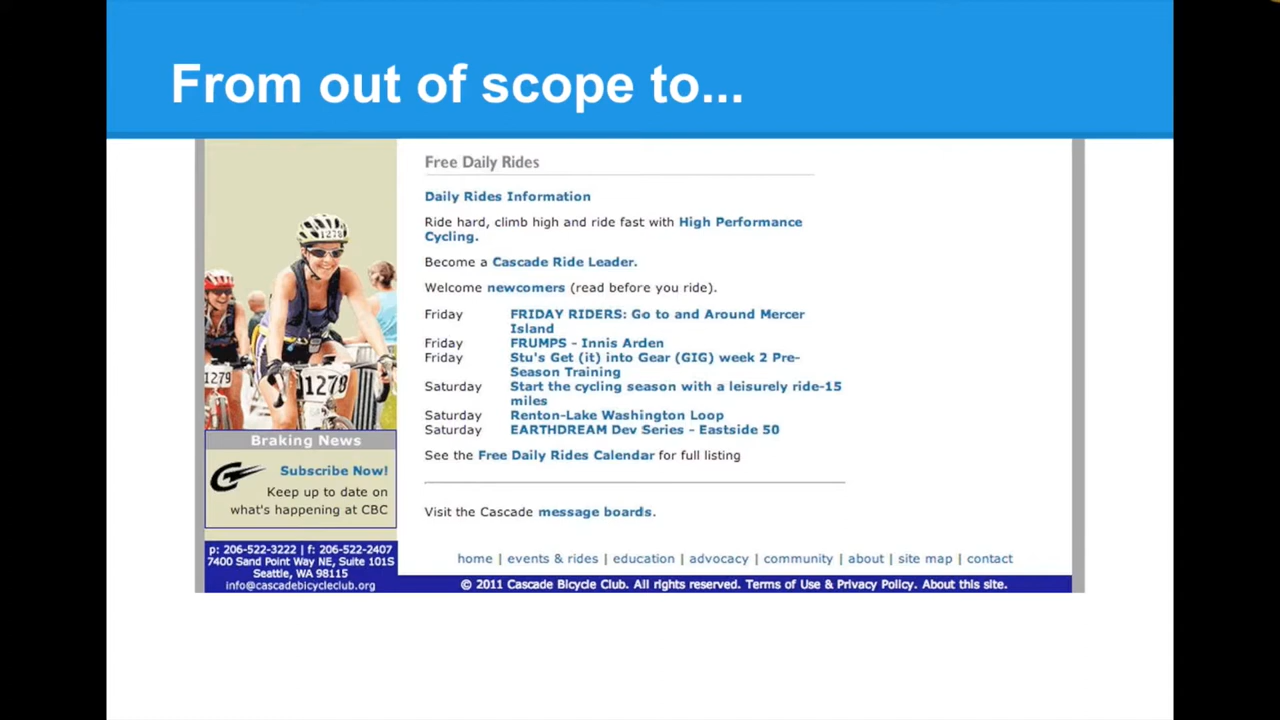 From out of scope to...
1278
1279
1278
Braking News
Subscribe Now!
Keep up to date on
what's happening at CBC
p: 206-522-3222 | f: 206-522-2407
7400 Sand Point Way NE, Suite 101S
Seattle, WA 98115
info@cascadebicycleclub.org
Free Daily Rides
Daily Rides Information
Ride hard, climb high and ride fast with High Performance
Cycling.
Become a Cascade Ride Leader.
Welcome newcomers (read before you ride).
Friday FRIDAY RIDERS: Go to and Around Mercer
Island
Friday FRUMPS - Innis Arden
Friday Stu's Get (it) into Gear (GIG) week 2 Pre-
Season Training
Saturday Start the cycling season with a leisurely ride-15
miles
Saturday Renton-Lake Washington Loop
Saturday EARTHDREAM Dev Series - Eastside 50
See the Free Daily Rides Calendar for full listing
Visit the Cascade message boards.
home | events & rides | education | advocacy | community | about | site map | contact
© 2011 Cascade Bicycle Club. All rights reserved. Terms of Use & Privacy Policy. About this site.